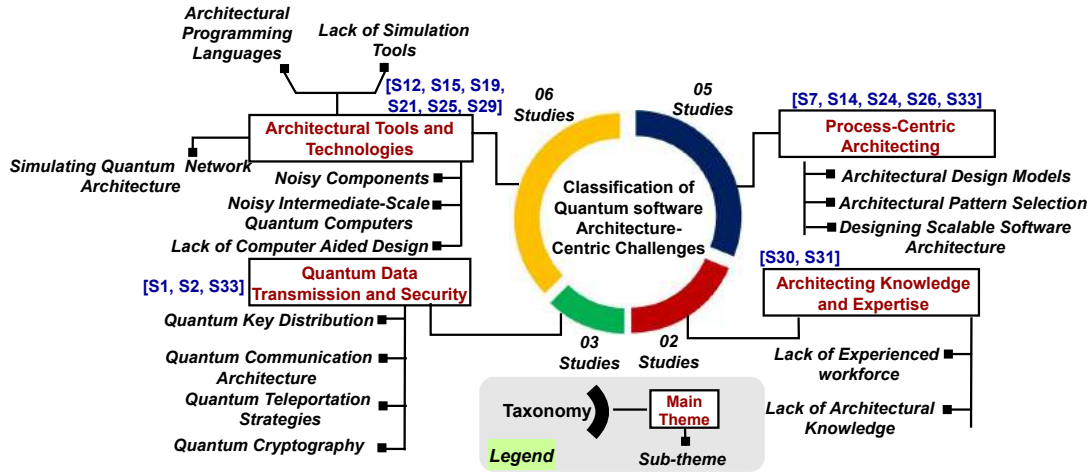 Architectural
Programming
Languages
Lack of Simulation
Tools
[S12, S15, S19,
S21, S25, S29]
Architectural Tools and
Technologies
Simulating Quantum Network
Architecture
Noisy Components
Noisy Intermediate-Scale
Quantum Computers
Lack of Computer Aided Design
06
Studies
05
Studies
[S7, S14, S24, S26, S33]
Process-Centric
Architecting
Architectural Design Models
Architectural Pattern Selection
Designing Scalable Software
Architecture
Classification of
Quantum software
Architecture-
Centric Challenges
[S1, S2, S33]
Quantum Data
Transmission and Security
Quantum Key Distribution
Quantum Communication
Architecture
Quantum Teleportation
Strategies
Quantum Cryptography
03
Studies
02
Studies
[S30, S31]
Architecting Knowledge
and Expertise
Lack of Experienced
workforce
Lack of Architectural
Knowledge
Taxonomy
Main
Theme
Legend
Sub-theme